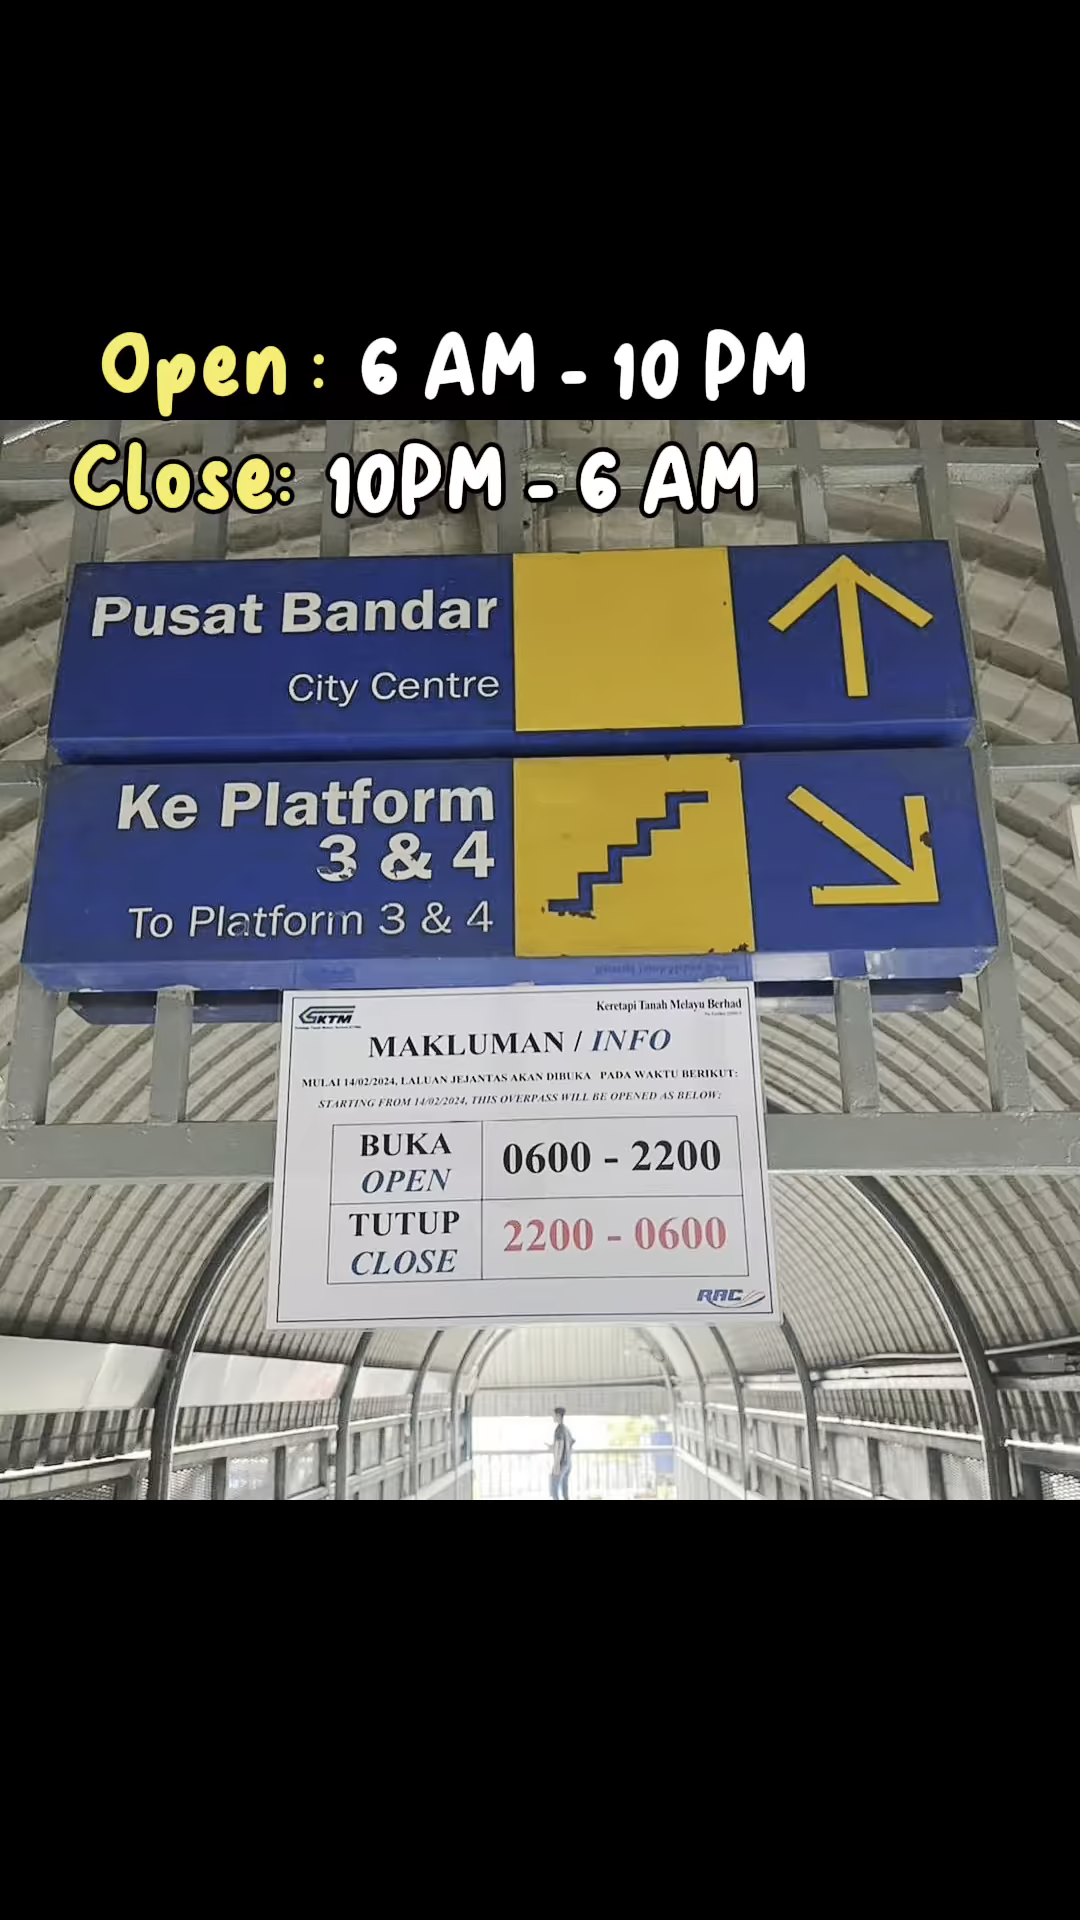 Open : 6 AM - 10 PM
Close: 10PM - 6 AM
Pusat Bandar
City Centre
Ke Platform
3 & 4
To Platform 3 & 4
KTM
Keretapi Tanah Melayu Berhad
MAKLUMAN / INFO
MULAI 14/02/2024, LALUAN JEJANTAS AKAN DIBUKA PADA WAKTU BERIKUT:
STARTING FROM 14/02/2024, THIS OVERPASS WILL BE OPENED AS BELOW:
BUKA
OPEN
0600 - 2200
TUTUP
CLOSE
2200 - 0600
RAC